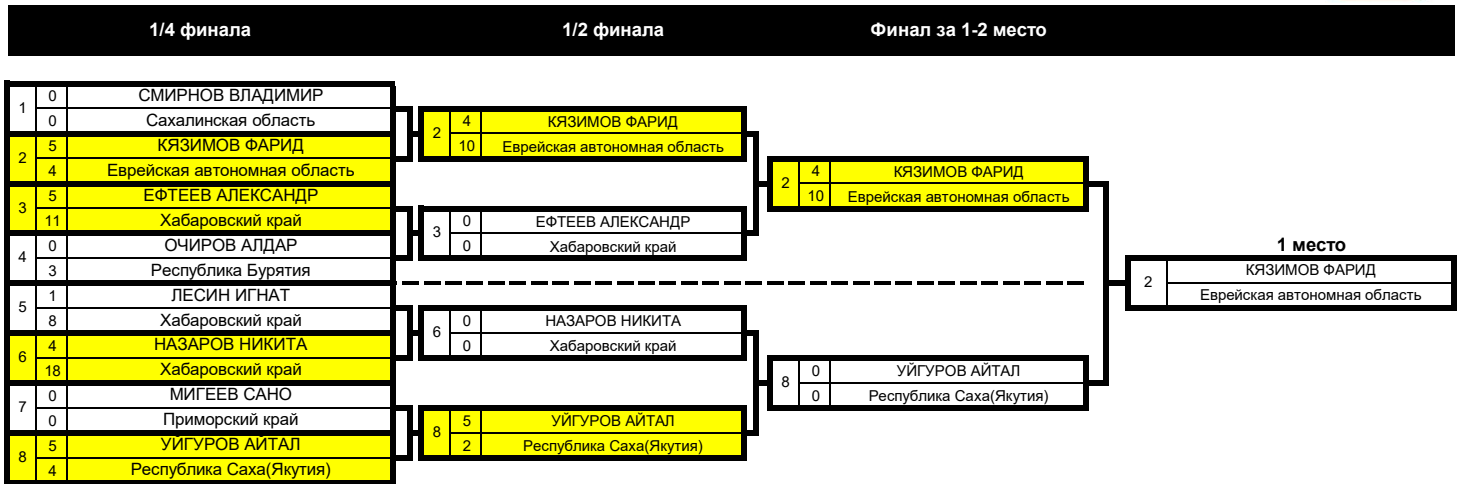 1/4 финала 1/2 финала Финал за 1-2 место
1 0 СМИРНОВ ВЛАДИМИР
0 Сахалинская область
2 5 КЯЗИМОВ ФАРИД
4 Еврейская автономная область
3 5 ЕФТЕЕВ АЛЕКСАНДР
11 Хабаровский край
4 0 ОЧИРОВ АЛДАР
3 Республика Бурятия
5 1 ЛЕСИН ИГНАТ
8 Хабаровский край
6 4 НАЗАРОВ НИКИТА
18 Хабаровский край
7 0 МИГЕЕВ САНО
0 Приморский край
8 5 УЙГУРОВ АЙТАЛ
4 Республика Саха(Якутия)
2 4 КЯЗИМОВ ФАРИД
10 Еврейская автономная область
3 0 ЕФТЕЕВ АЛЕКСАНДР
0 Хабаровский край
6 0 НАЗАРОВ НИКИТА
0 Хабаровский край
8 5 УЙГУРОВ АЙТАЛ
2 Республика Саха(Якутия)
2 4 КЯЗИМОВ ФАРИД
10 Еврейская автономная область
8 0 УЙГУРОВ АЙТАЛ
0 Республика Саха(Якутия)
1 место
2 КЯЗИМОВ ФАРИД
Еврейская автономная область